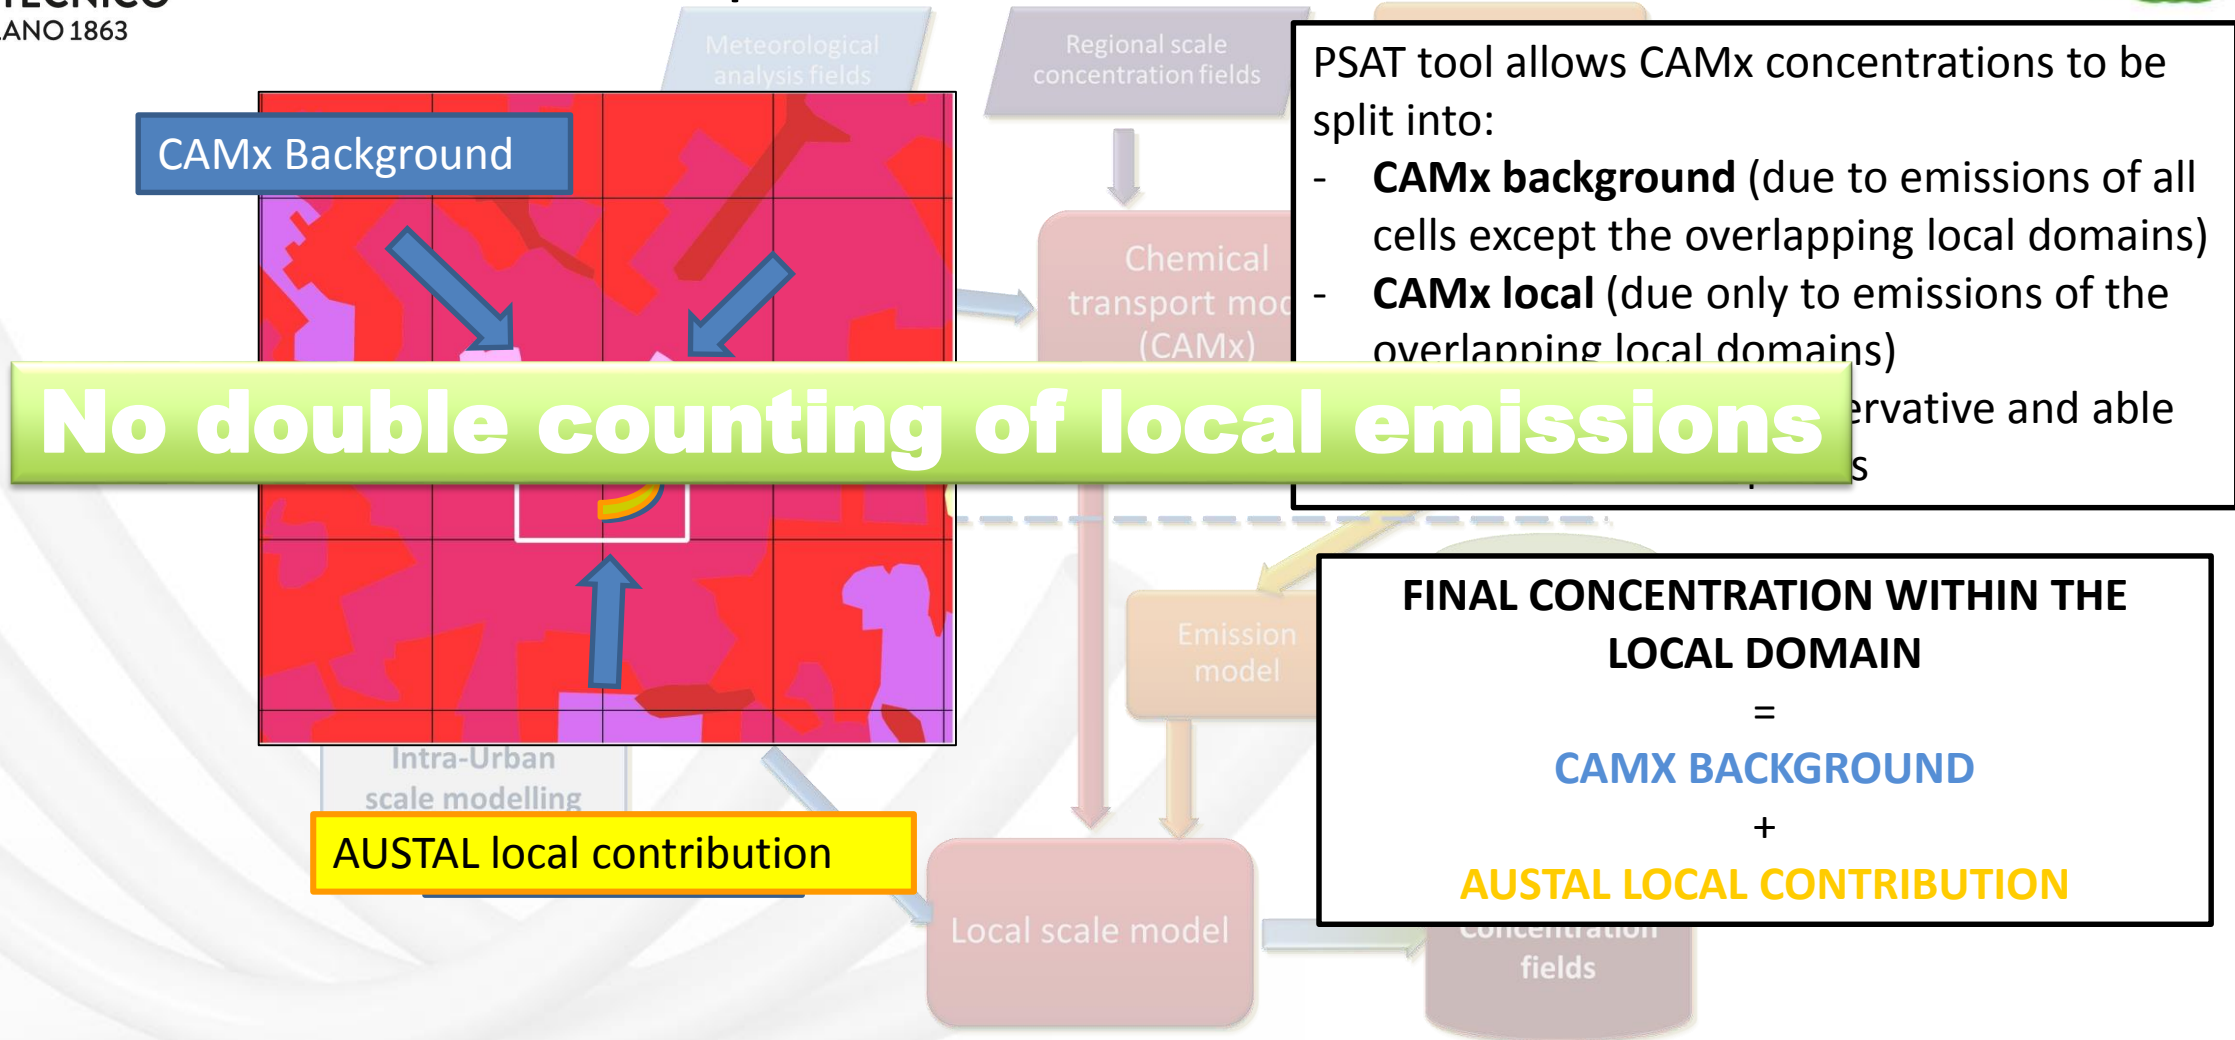 LANO 1863
Meteorological
analysis fields
Regional scale
concentration fields
CAMx Background
PSAT tool allows CAMx concentrations to be
split into:
- CAMx background (due to emissions of all
cells except the overlapping local domains)
- CAMx local (due only to emissions of the
overlapping local domains)
ervative and able
s
Chemical
transport mod
(CAMx)
No double counting of local emissions
Emission
model
FINAL CONCENTRATION WITHIN THE
LOCAL DOMAIN
=
CAMX BACKGROUND
+
AUSTAL LOCAL CONTRIBUTION
Intra-Urban
scale modelling
AUSTAL local contribution
Local scale model
Concentration
fields